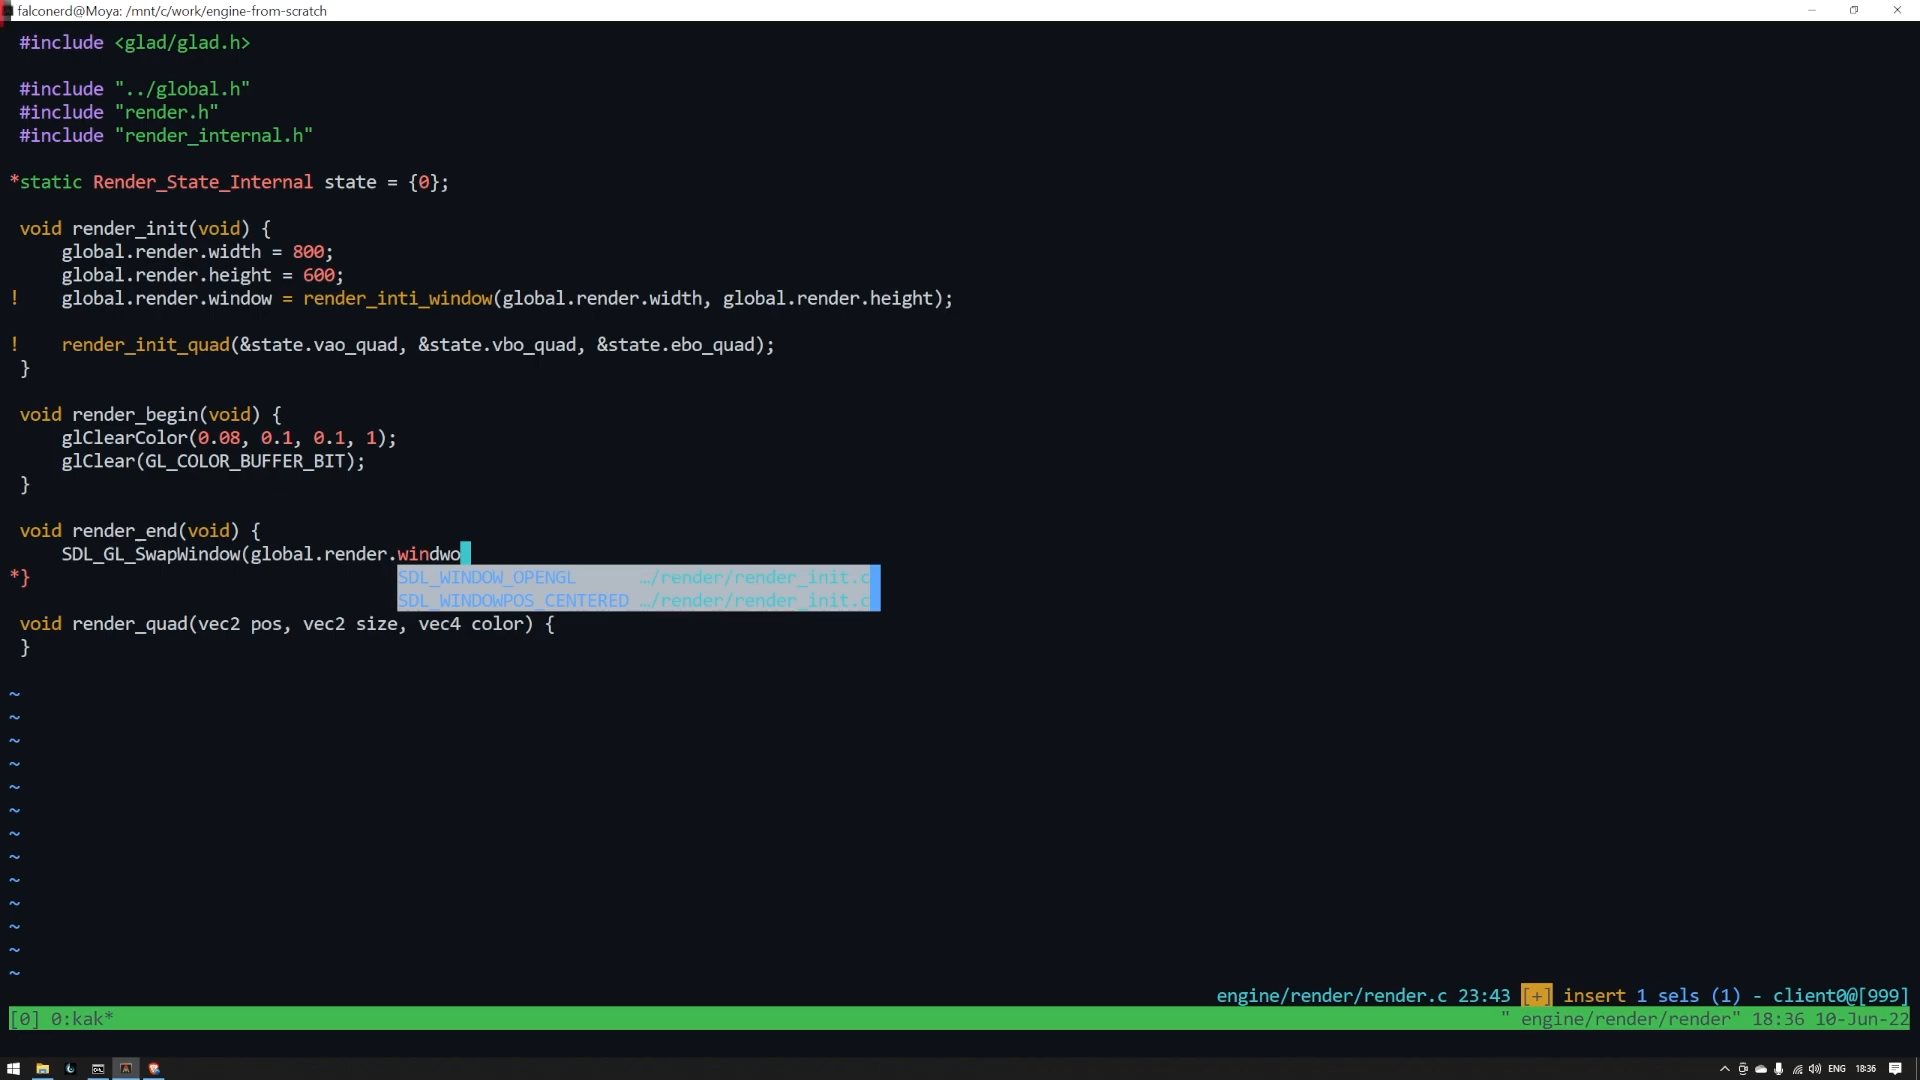 falconerd@Moya: /mnt/c/work/engine-from-scratch
#include <glad/glad.h>
#include "../global.h"
#include "render.h"
#include "render_internal.h"
*static Render_State_Internal state = {0};
void render_init(void) {
global.render.width = 800;
global.render.height = 600;
! global.render.window = render_inti_window(global.render.width, global.render.height);
! render_init_quad(&state.vao_quad, &state.vbo_quad, &state.ebo_quad);
}
void render_begin(void) {
glClearColor(0.08, 0.1, 0.1, 1);
glClear(GL_COLOR_BUFFER_BIT);
}
void render_end(void) {
SDL_GL_SwapWindow(global.render.windwo
*}
SDL_WINDOW_OPENGL …/render/render_init.c
SDL_WINDOWPOS_CENTERED …/render/render_init.c
void render_quad(vec2 pos, vec2 size, vec4 color) {
}
~
~
~
~
~
~
~
~
~
~
~
~
~
engine/render/render.c 23:43 [+] insert 1 sels (1) - client0@[999]
[0] 0:kak* " engine/render/render" 18:36 10-Jun-22
ENG 18:36